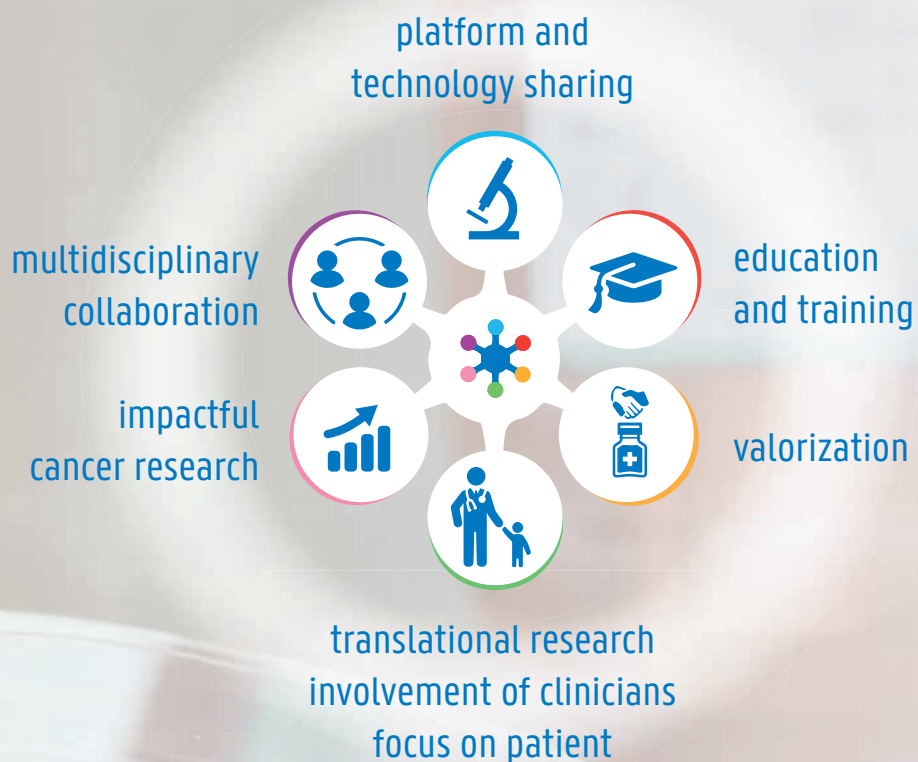 platform and
technology sharing
multidisciplinary
collaboration
education
and training
impactful
cancer research
valorization
translational research
involvement of clinicians
focus on patient